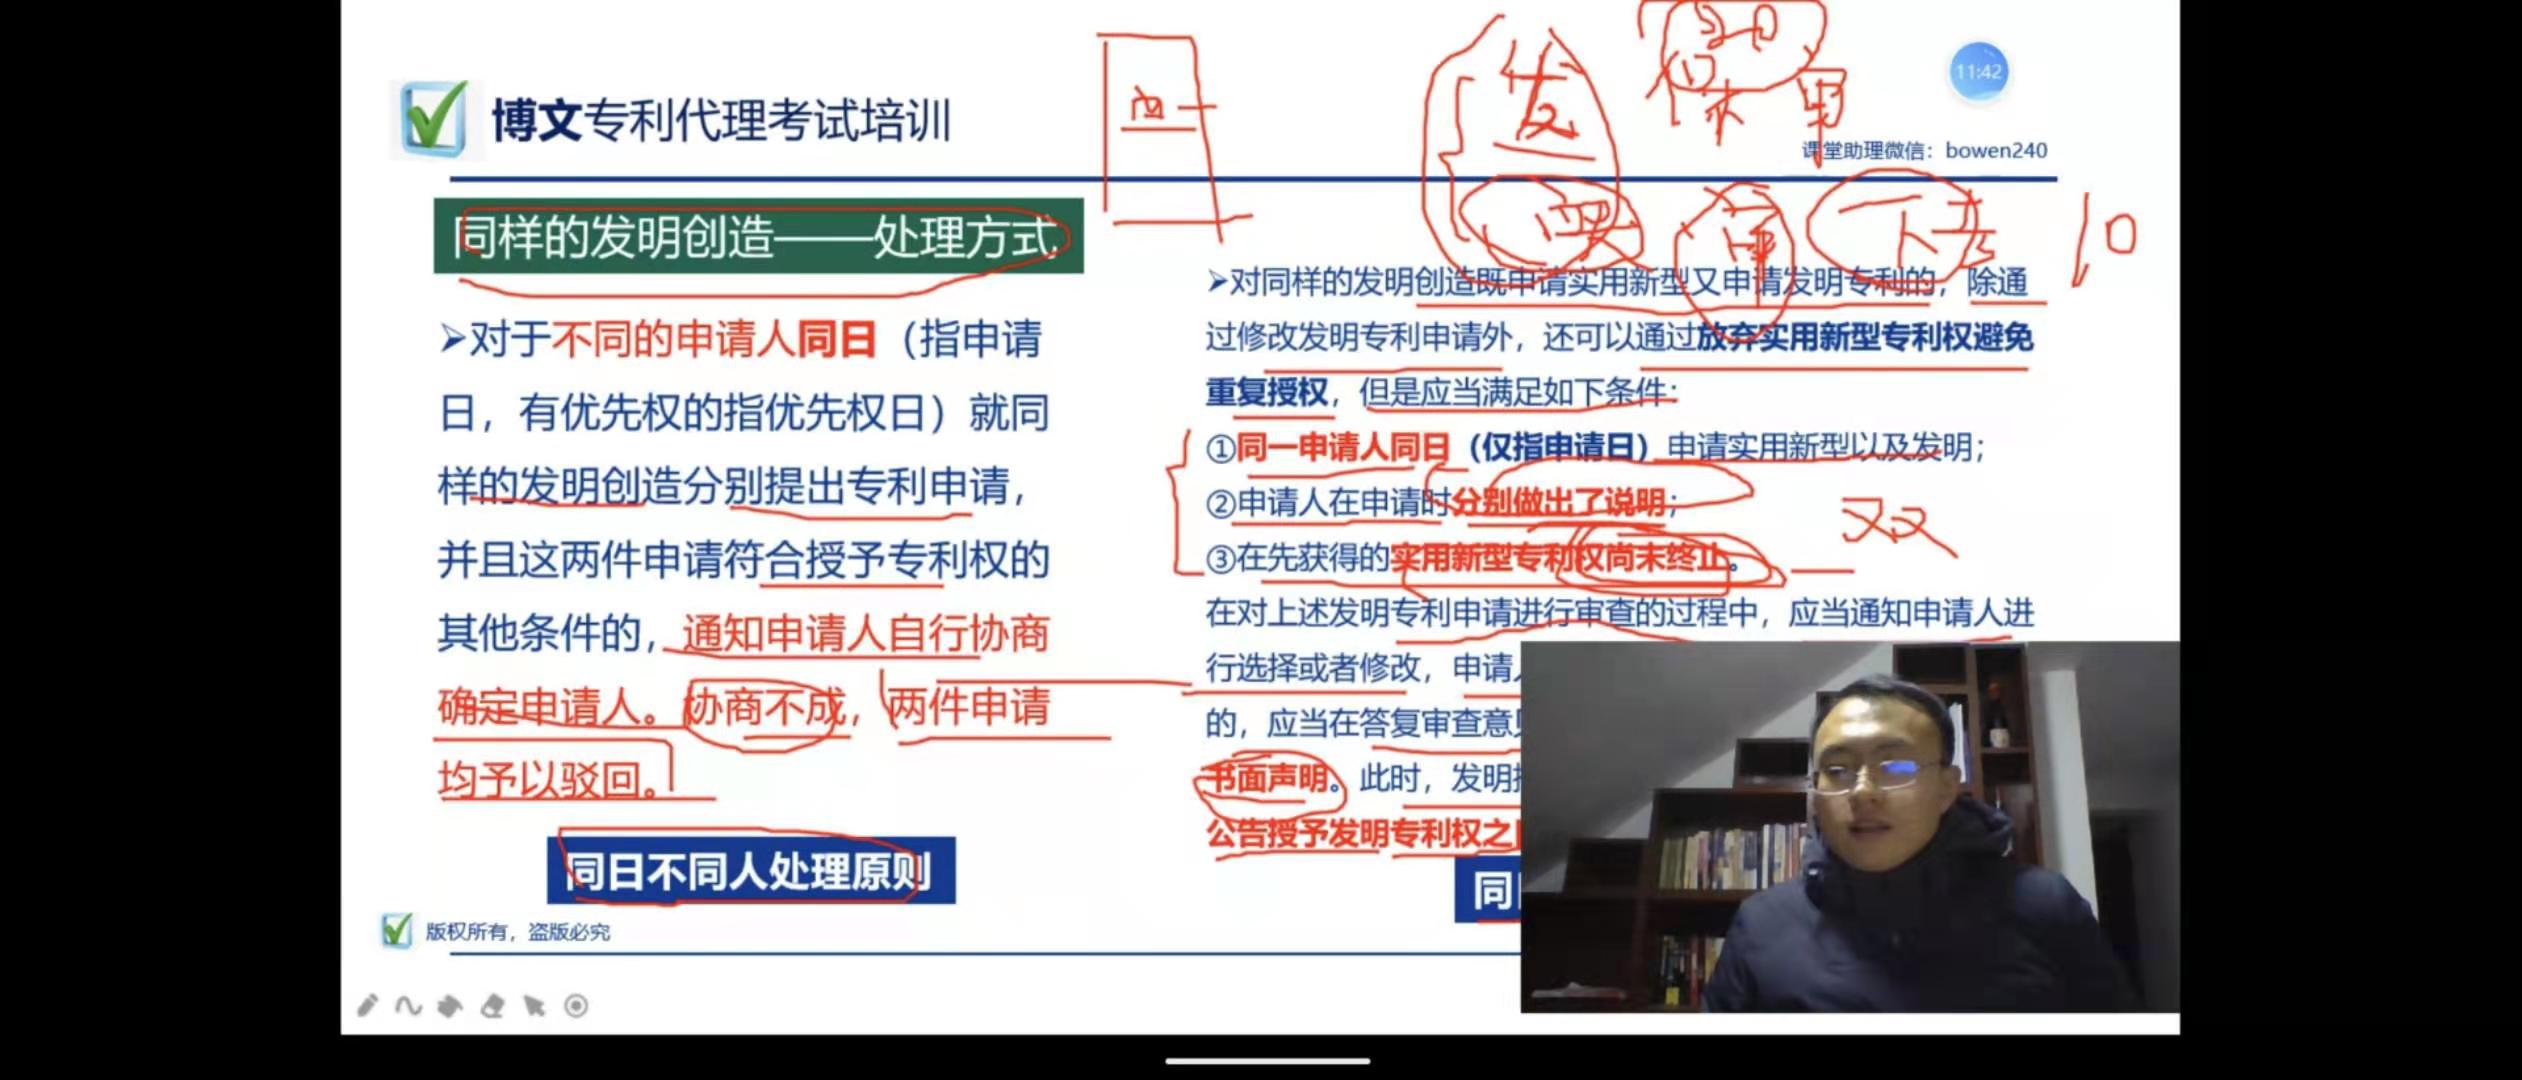 11:42
博文专利代理考试培训
课堂助理微信：bowen240
同样的发明创造——处理方式
➢对于不同的申请人同日（指申请
日，有优先权的指优先权日）就同
样的发明创造分别提出专利申请，
并且这两件申请符合授予专利权的
其他条件的，通知申请人自行协商
确定申请人。协商不成，两件申请
均予以驳回。
同日不同人处理原则
10
➢对同样的发明创造既申请实用新型又申请发明专利的，除通
过修改发明专利申请外，还可以通过放弃实用新型专利权避免
重复授权，但是应当满足如下条件：
①同一申请人同日（仅指申请日）申请实用新型以及发明；
②申请人在申请时分别做出了说明；
③在先获得的实用新型专利权尚未终止。
在对上述发明专利申请进行审查的过程中，应当通知申请人进
行选择或者修改，申请
的，应当在答复审查意
书面声明。此时，发明
公告授予发明专利权之
同
版权所有，盗版必究